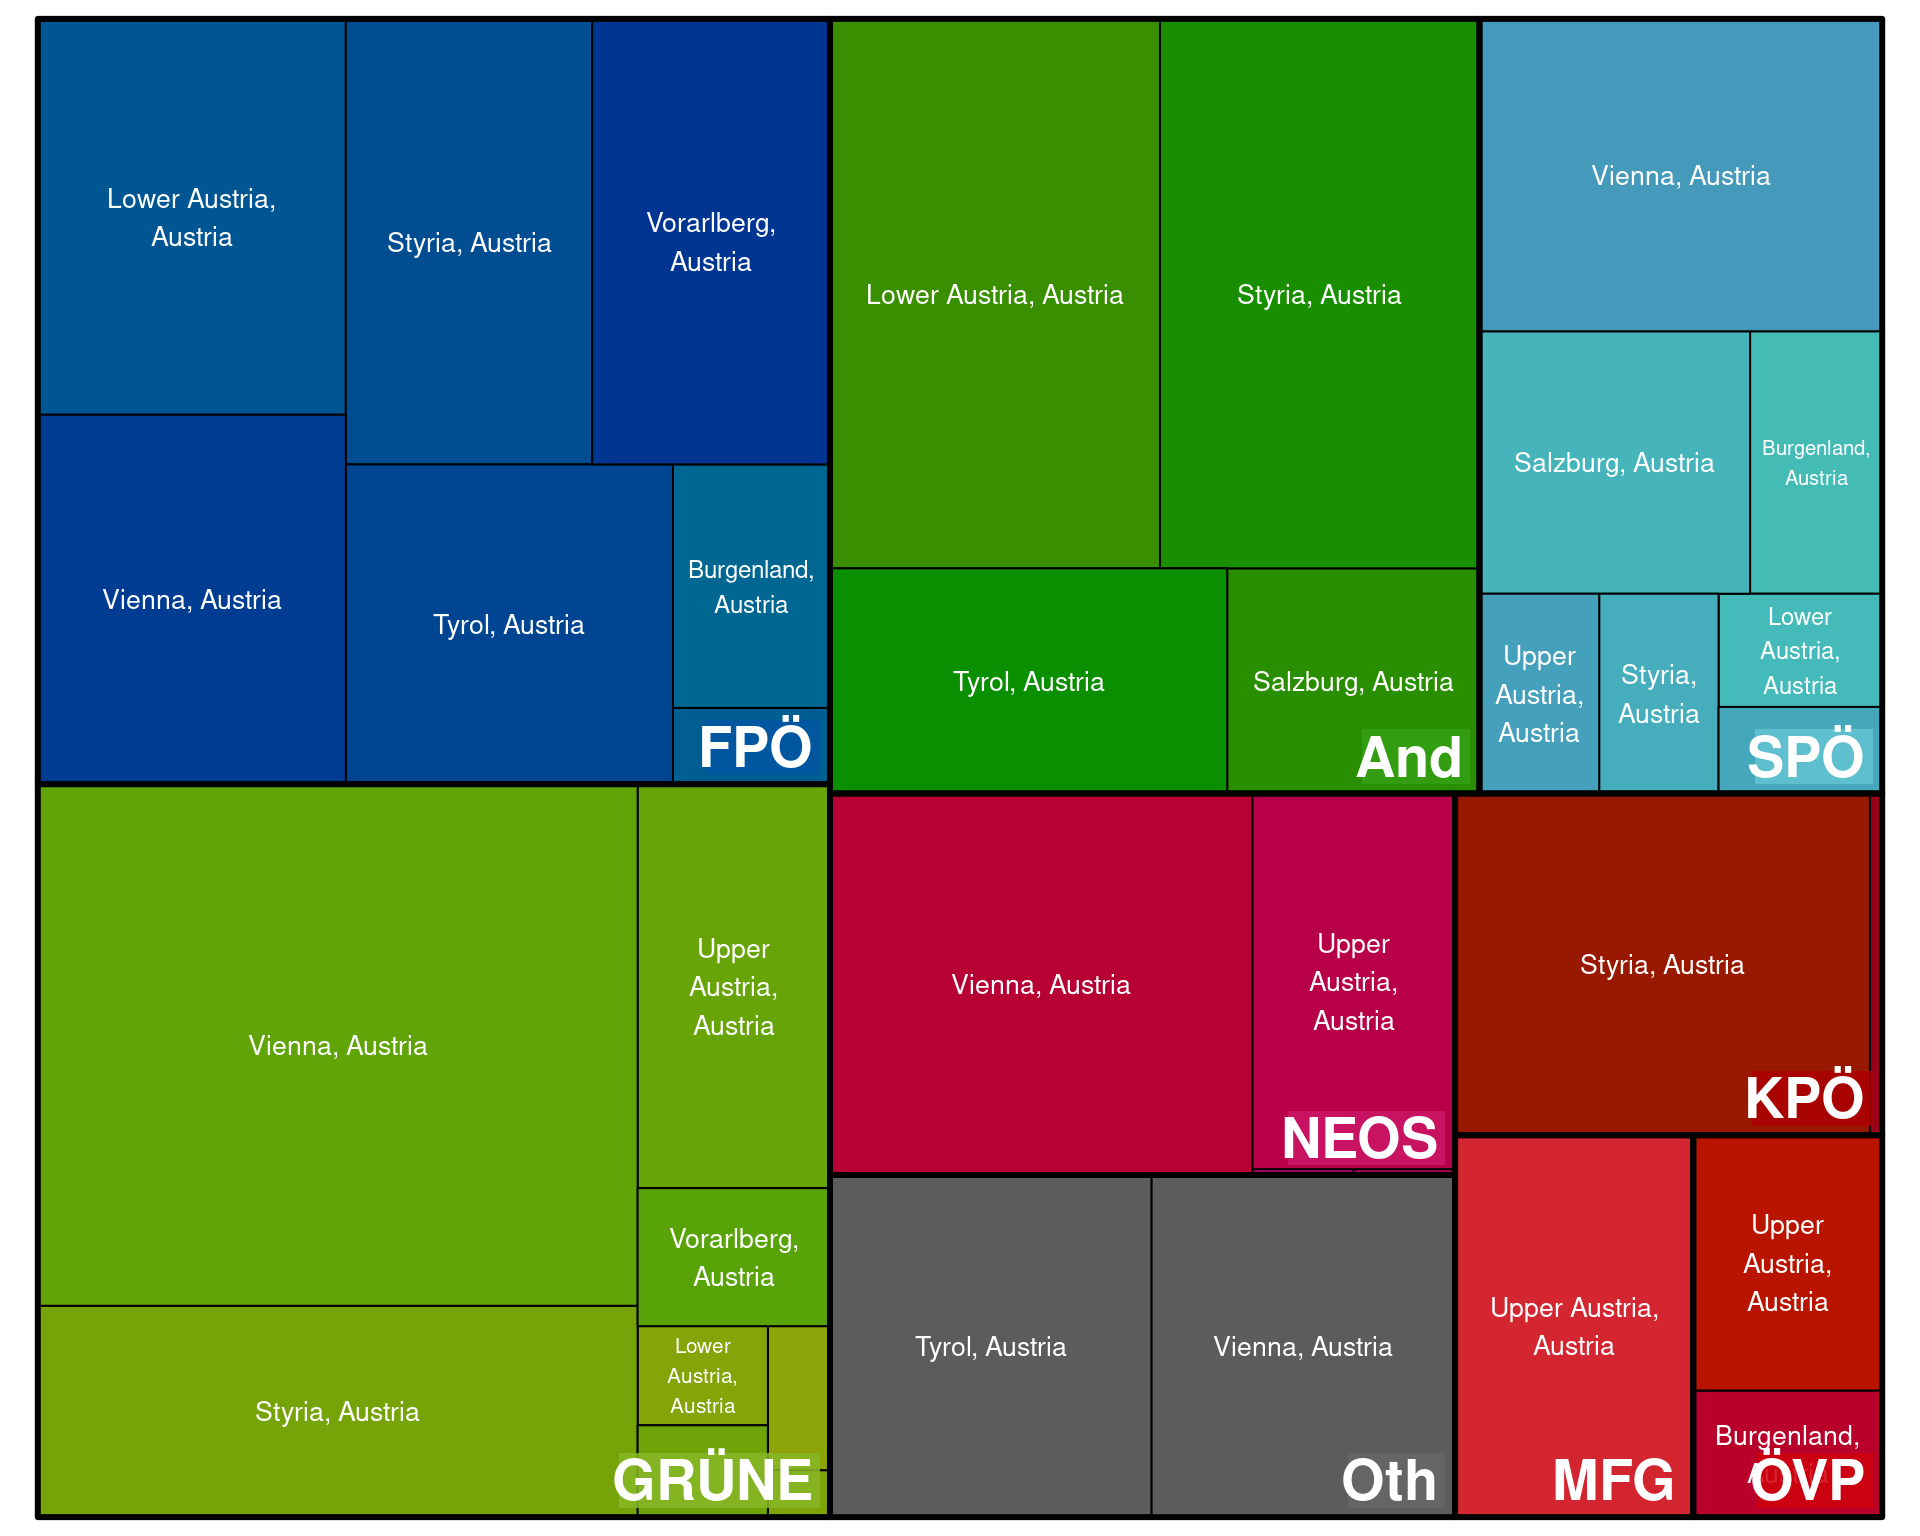 Lower Austria,
Austria
Styria, Austria
Vorarlberg,
Austria
Vienna, Austria
Tyrol, Austria
Burgenland,
Austria
FPÖ
Lower Austria, Austria
Styria, Austria
Tyrol, Austria
Salzburg, Austria
And
Vienna, Austria
Salzburg, Austria
Burgenland,
Austria
Upper
Austria,
Austria
Styria,
Austria
Lower
Austria,
Austria
SPÖ
Vienna, Austria
Upper
Austria,
Austria
Vorarlberg,
Austria
Styria, Austria
Lower
Austria,
Austria
GRÜNE
Vienna, Austria
Upper
Austria,
Austria
NEOS
Styria, Austria
KPÖ
Tyrol, Austria
Vienna, Austria
Oth
Upper Austria,
Austria
MFG
Upper
Austria,
Austria
Burgenland,
ÖVP